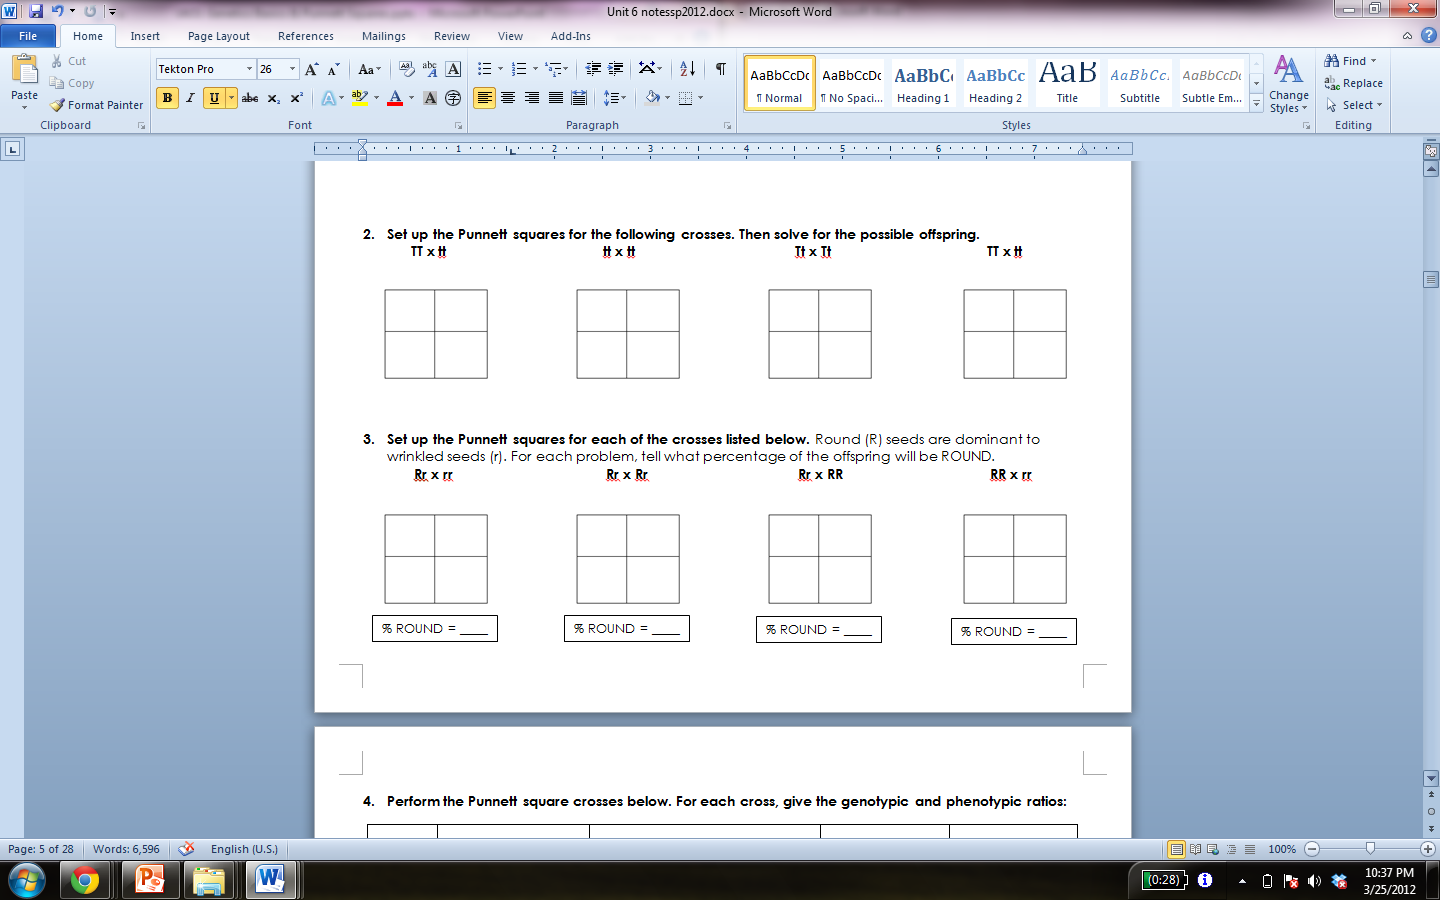 Unit 6 notessp2012.docx - Microsoft Word
File Home Insert Page Layout References Mailings Review View Add-Ins
Paste
Cut
Copy
Format Painter
Clipboard
Tekton Pro 26
Font
Paragraph
AaBbCcDc AaBbCcDc AaBbCc AaBbCc AaB AaBbCc. AaBbCcDc
¶ Normal ¶ No Spaci... Heading 1 Heading 2 Title Subtitle Subtle Em...
Change Styles
Styles
Find
Replace
Select
Editing
1 2 3 4 5 6 7
2. Set up the Punnett squares for the following crosses. Then solve for the possible offspring.
TT x tt tt x tt Tt x Tt TT x tt
3. Set up the Punnett squares for each of the crosses listed below. Round (R) seeds are dominant to
wrinkled seeds (r). For each problem, tell what percentage of the offspring will be ROUND.
Rr x rr Rr x Rr Rr x RR RR x rr
% ROUND = ____ % ROUND = ____ % ROUND = ____ % ROUND = ____
4. Perform the Punnett square crosses below. For each cross, give the genotypic and phenotypic ratios:
Page: 5 of 28 Words: 6,596 English (U.S.) 100%
(0:28) 10:37 PM
3/25/2012